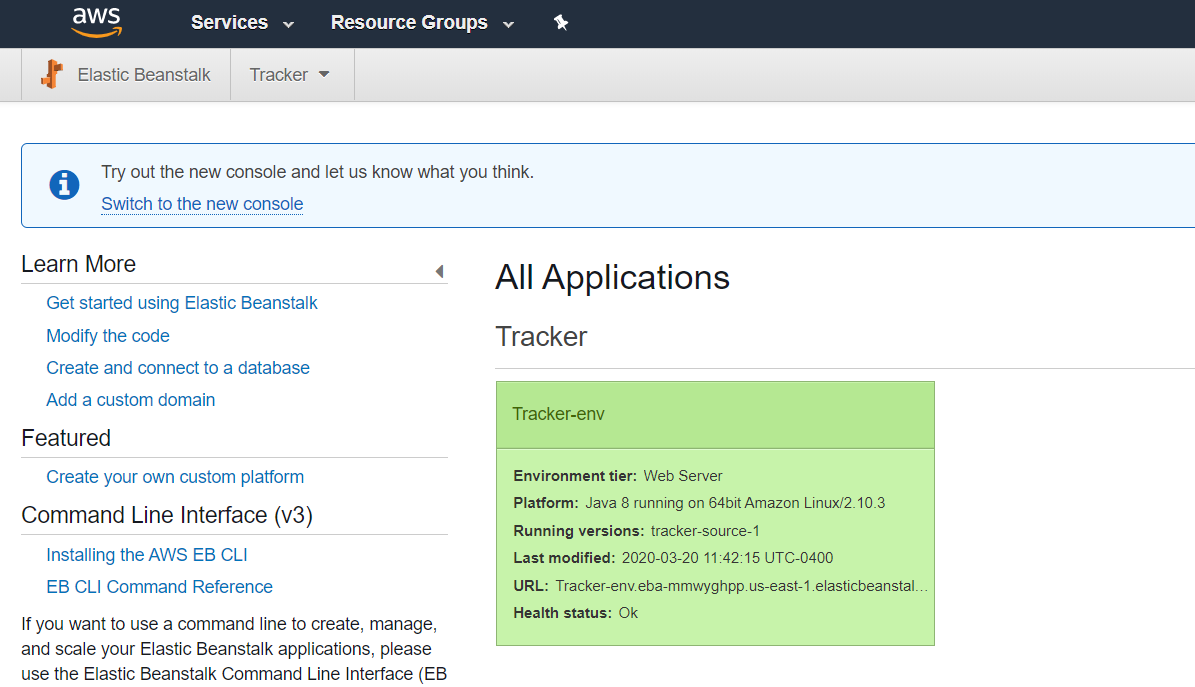 aws Services Resource Groups
Elastic Beanstalk Tracker
Try out the new console and let us know what you think.
Switch to the new console
Learn More
Get started using Elastic Beanstalk
Modify the code
Create and connect to a database
Add a custom domain
Featured
Create your own custom platform
Command Line Interface (v3)
Installing the AWS EB CLI
EB CLI Command Reference
If you want to use a command line to create, manage,
and scale your Elastic Beanstalk applications, please
use the Elastic Beanstalk Command Line Interface (EB
All Applications
Tracker
Tracker-env
Environment tier: Web Server
Platform: Java 8 running on 64bit Amazon Linux/2.10.3
Running versions: tracker-source-1
Last modified: 2020-03-20 11:42:15 UTC-0400
URL: Tracker-env.eba-mmwyghpp.us-east-1.elasticbeanstal...
Health status: Ok